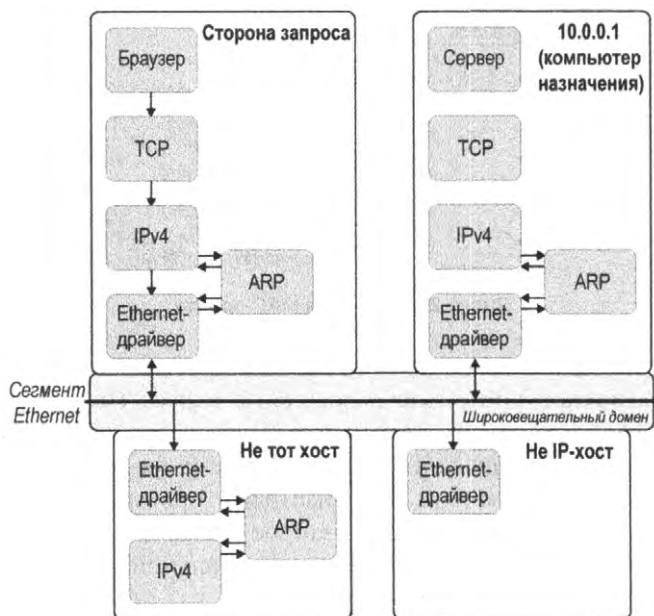 Сторона запроса
Браузер
TCP
IPv4
ARP
Ethernet-
драйвер
10.0.0.1
(компьютер
назначения)
Сервер
TCP
IPv4
ARP
Ethernet-
драйвер
Сегмент
Ethernet
Широковещательный домен
Не тот хост
Ethernet-
драйвер
ARP
IPv4
Не IP-хост
Ethernet-
драйвер